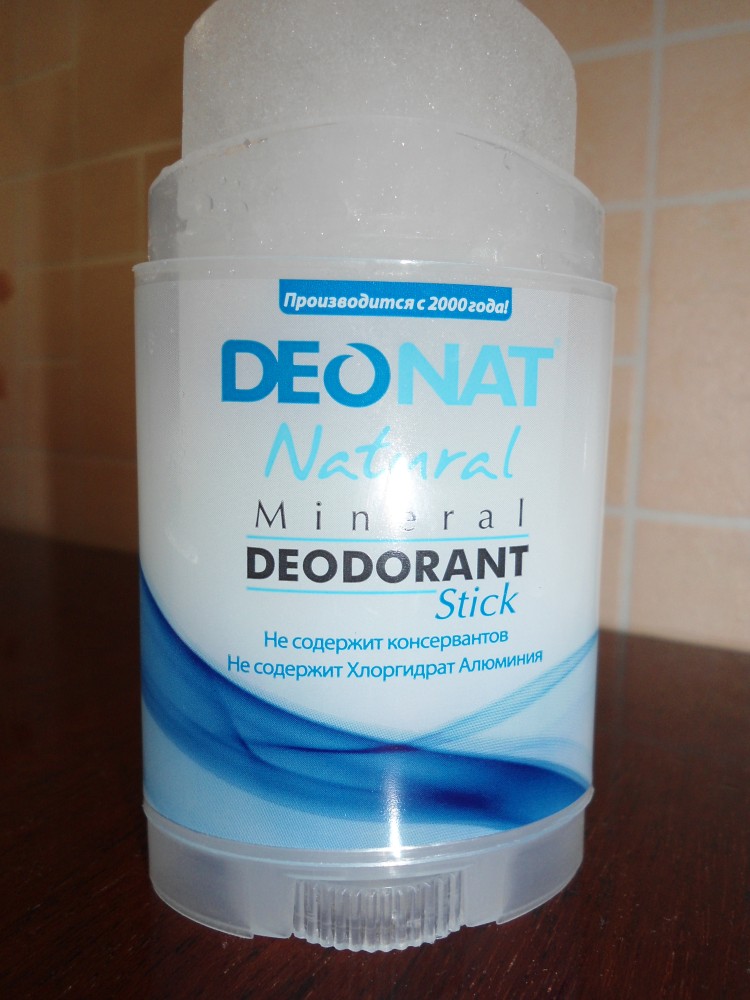 Производится с 2000 года!
DEONAT®
Natural
Mineral
DEODORANT
Stick
Не содержит консервантов
Не содержит Хлоргидрат Алюминия